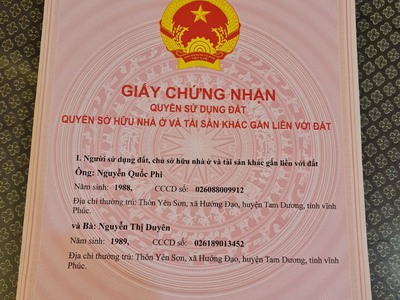 GIẤY CHỨNG NHẬN
QUYỀN SỬ DỤNG ĐẤT
QUYỀN SỞ HỮU NHÀ Ở VÀ TÀI SẢN KHÁC GẮN LIỀN VỚI ĐẤT
I. Người sử dụng đất, chủ sở hữu nhà ở và tài sản khác gắn liền với đất
Ông: Nguyễn Quốc Phi
Năm sinh: 1988, CCCD số: 026088009912
Địa chỉ thường trú: Thôn Yên Sơn, xã Hướng Đạo, huyện Tam Dương, tỉnh vĩnh
Phúc.
và Bà: Nguyễn Thị Duyên
Năm sinh: 1989, CCCD số: 026189013452
Địa chỉ thường trú: Thôn Yên Sơn, xã Hướng Đạo, huyện Tam Dương, tỉnh vĩnh
Phúc.